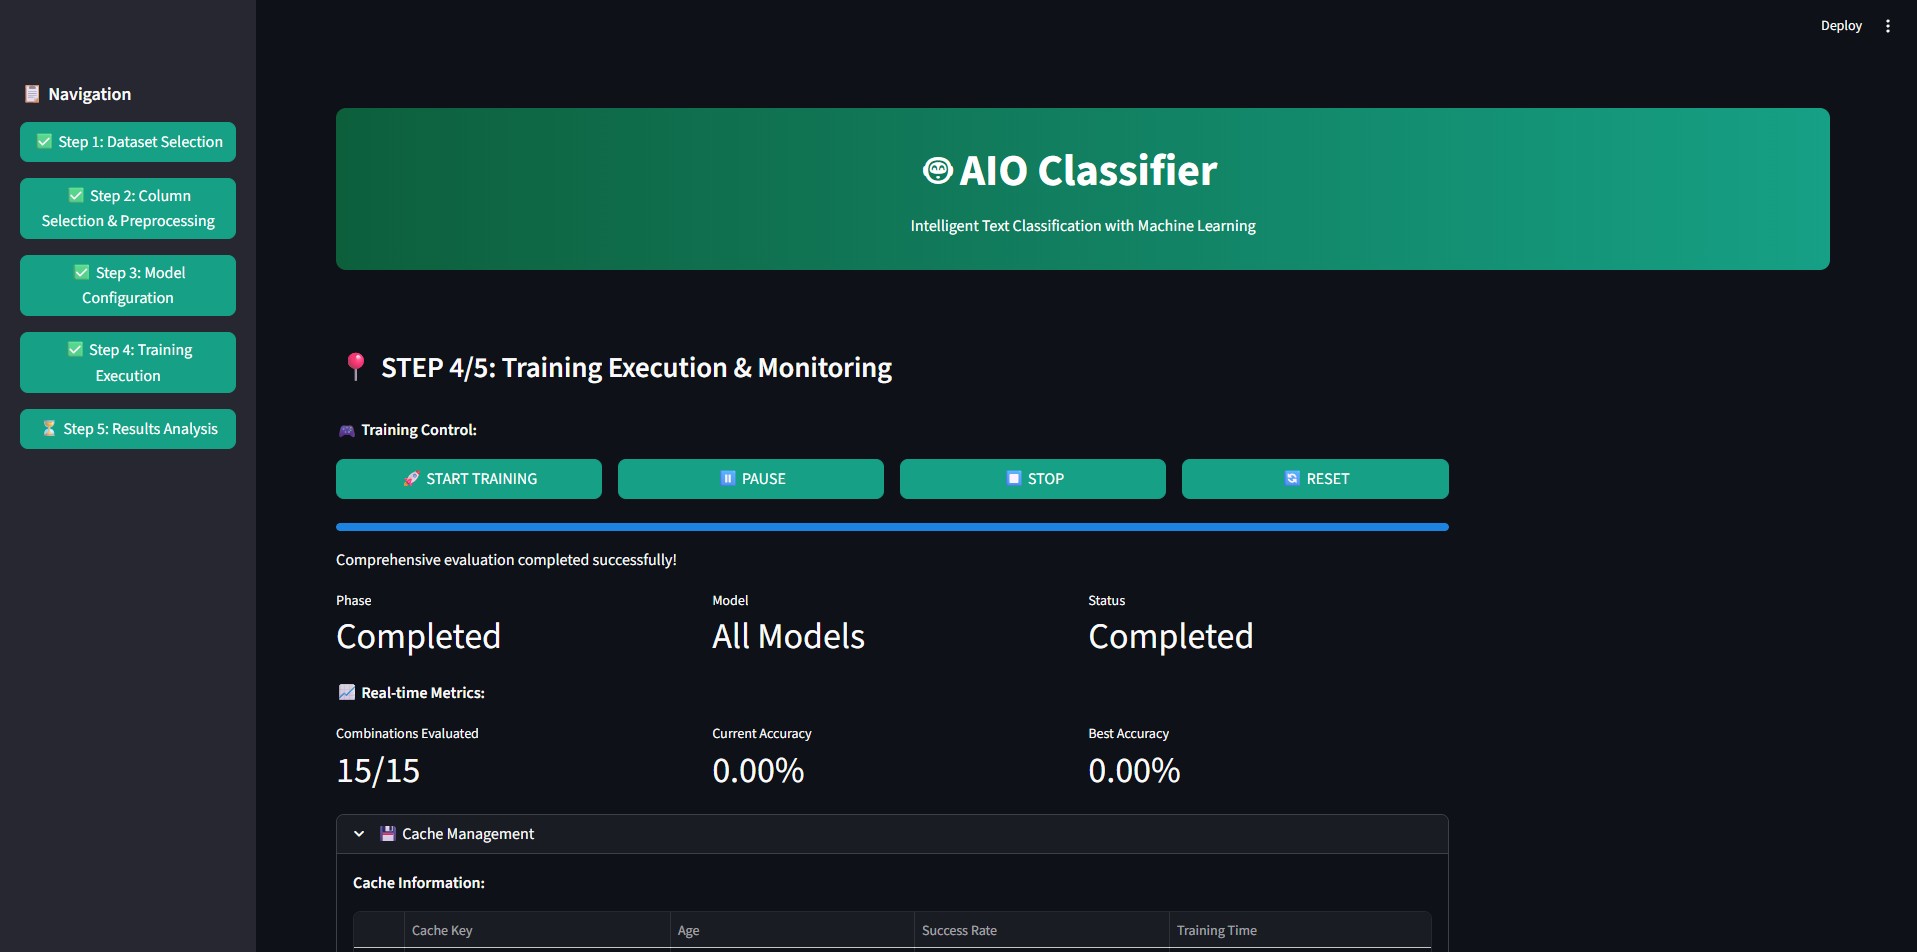 Deploy
Navigation
Step 1: Dataset Selection
Step 2: Column
Selection & Preprocessing
Step 3: Model
Configuration
Step 4: Training
Execution
Step 5: Results Analysis
AIO Classifier
Intelligent Text Classification with Machine Learning
STEP 4/5: Training Execution & Monitoring
Training Control:
START TRAINING
PAUSE
STOP
RESET
Comprehensive evaluation completed successfully!
Phase
Completed
Model
All Models
Status
Completed
Real-time Metrics:
Combinations Evaluated
15/15
Current Accuracy
0.00%
Best Accuracy
0.00%
Cache Management
Cache Information:
Cache Key
Age
Success Rate
Training Time